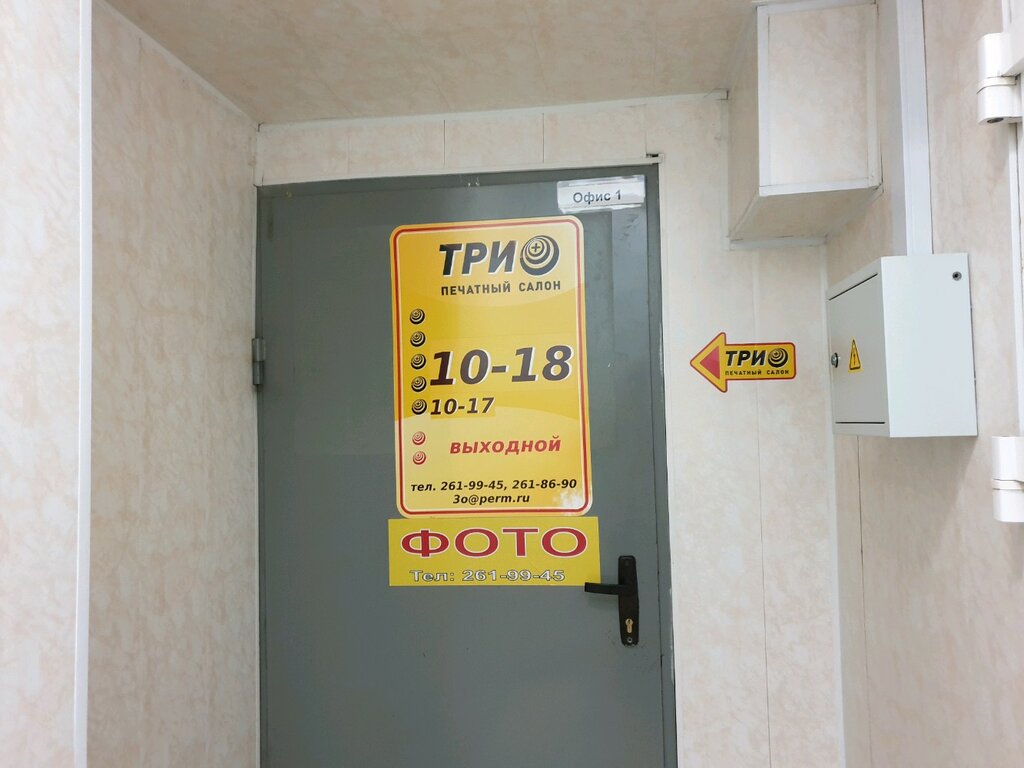 Офис 1
ТРИО
ПЕЧАТНЫЙ САЛОН
10-18
10-17
ВЫХОДНОЙ
тел. 261-99-45, 261-86-90
3o@perm.ru
ФОТО
Тел: 261-99-45
ТРИО
ПЕЧАТНЫЙ САЛОН